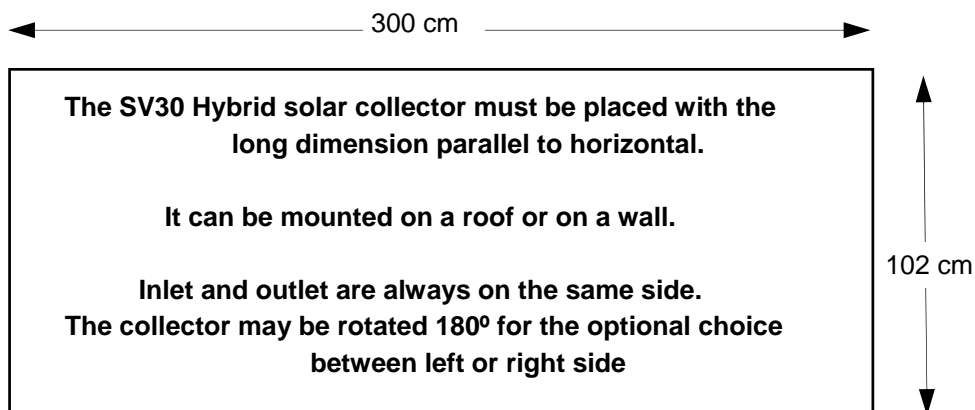 300 cm
The SV30 Hybrid solar collector must be placed with the
long dimension parallel to horizontal.
It can be mounted on a roof or on a wall.
102 cm
Inlet and outlet are always on the same side.
The collector may be rotated 180º for the optional choice
between left or right side